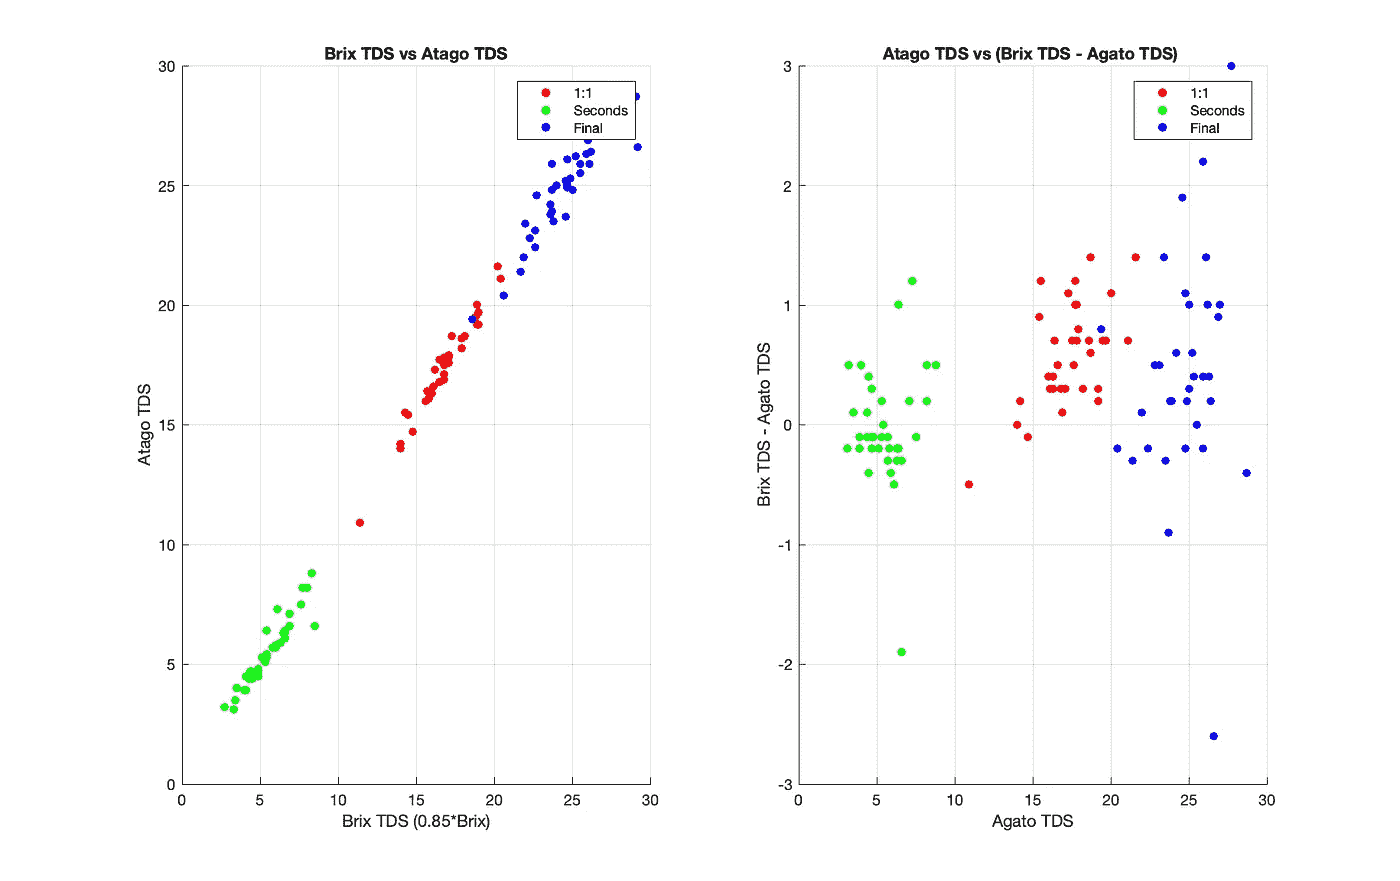 Brix TDS vs Atago TDS
30
25
20
15
10
5
0
0 5 10 15 20 25 30
Atago TDS
Brix TDS (0.85*Brix)
1:1
Seconds
Final
Atago TDS vs (Brix TDS - Agato TDS)
3
2
1
0
-1
-2
-3
0 5 10 15 20 25 30
Brix TDS - Agato TDS
Agato TDS
1:1
Seconds
Final